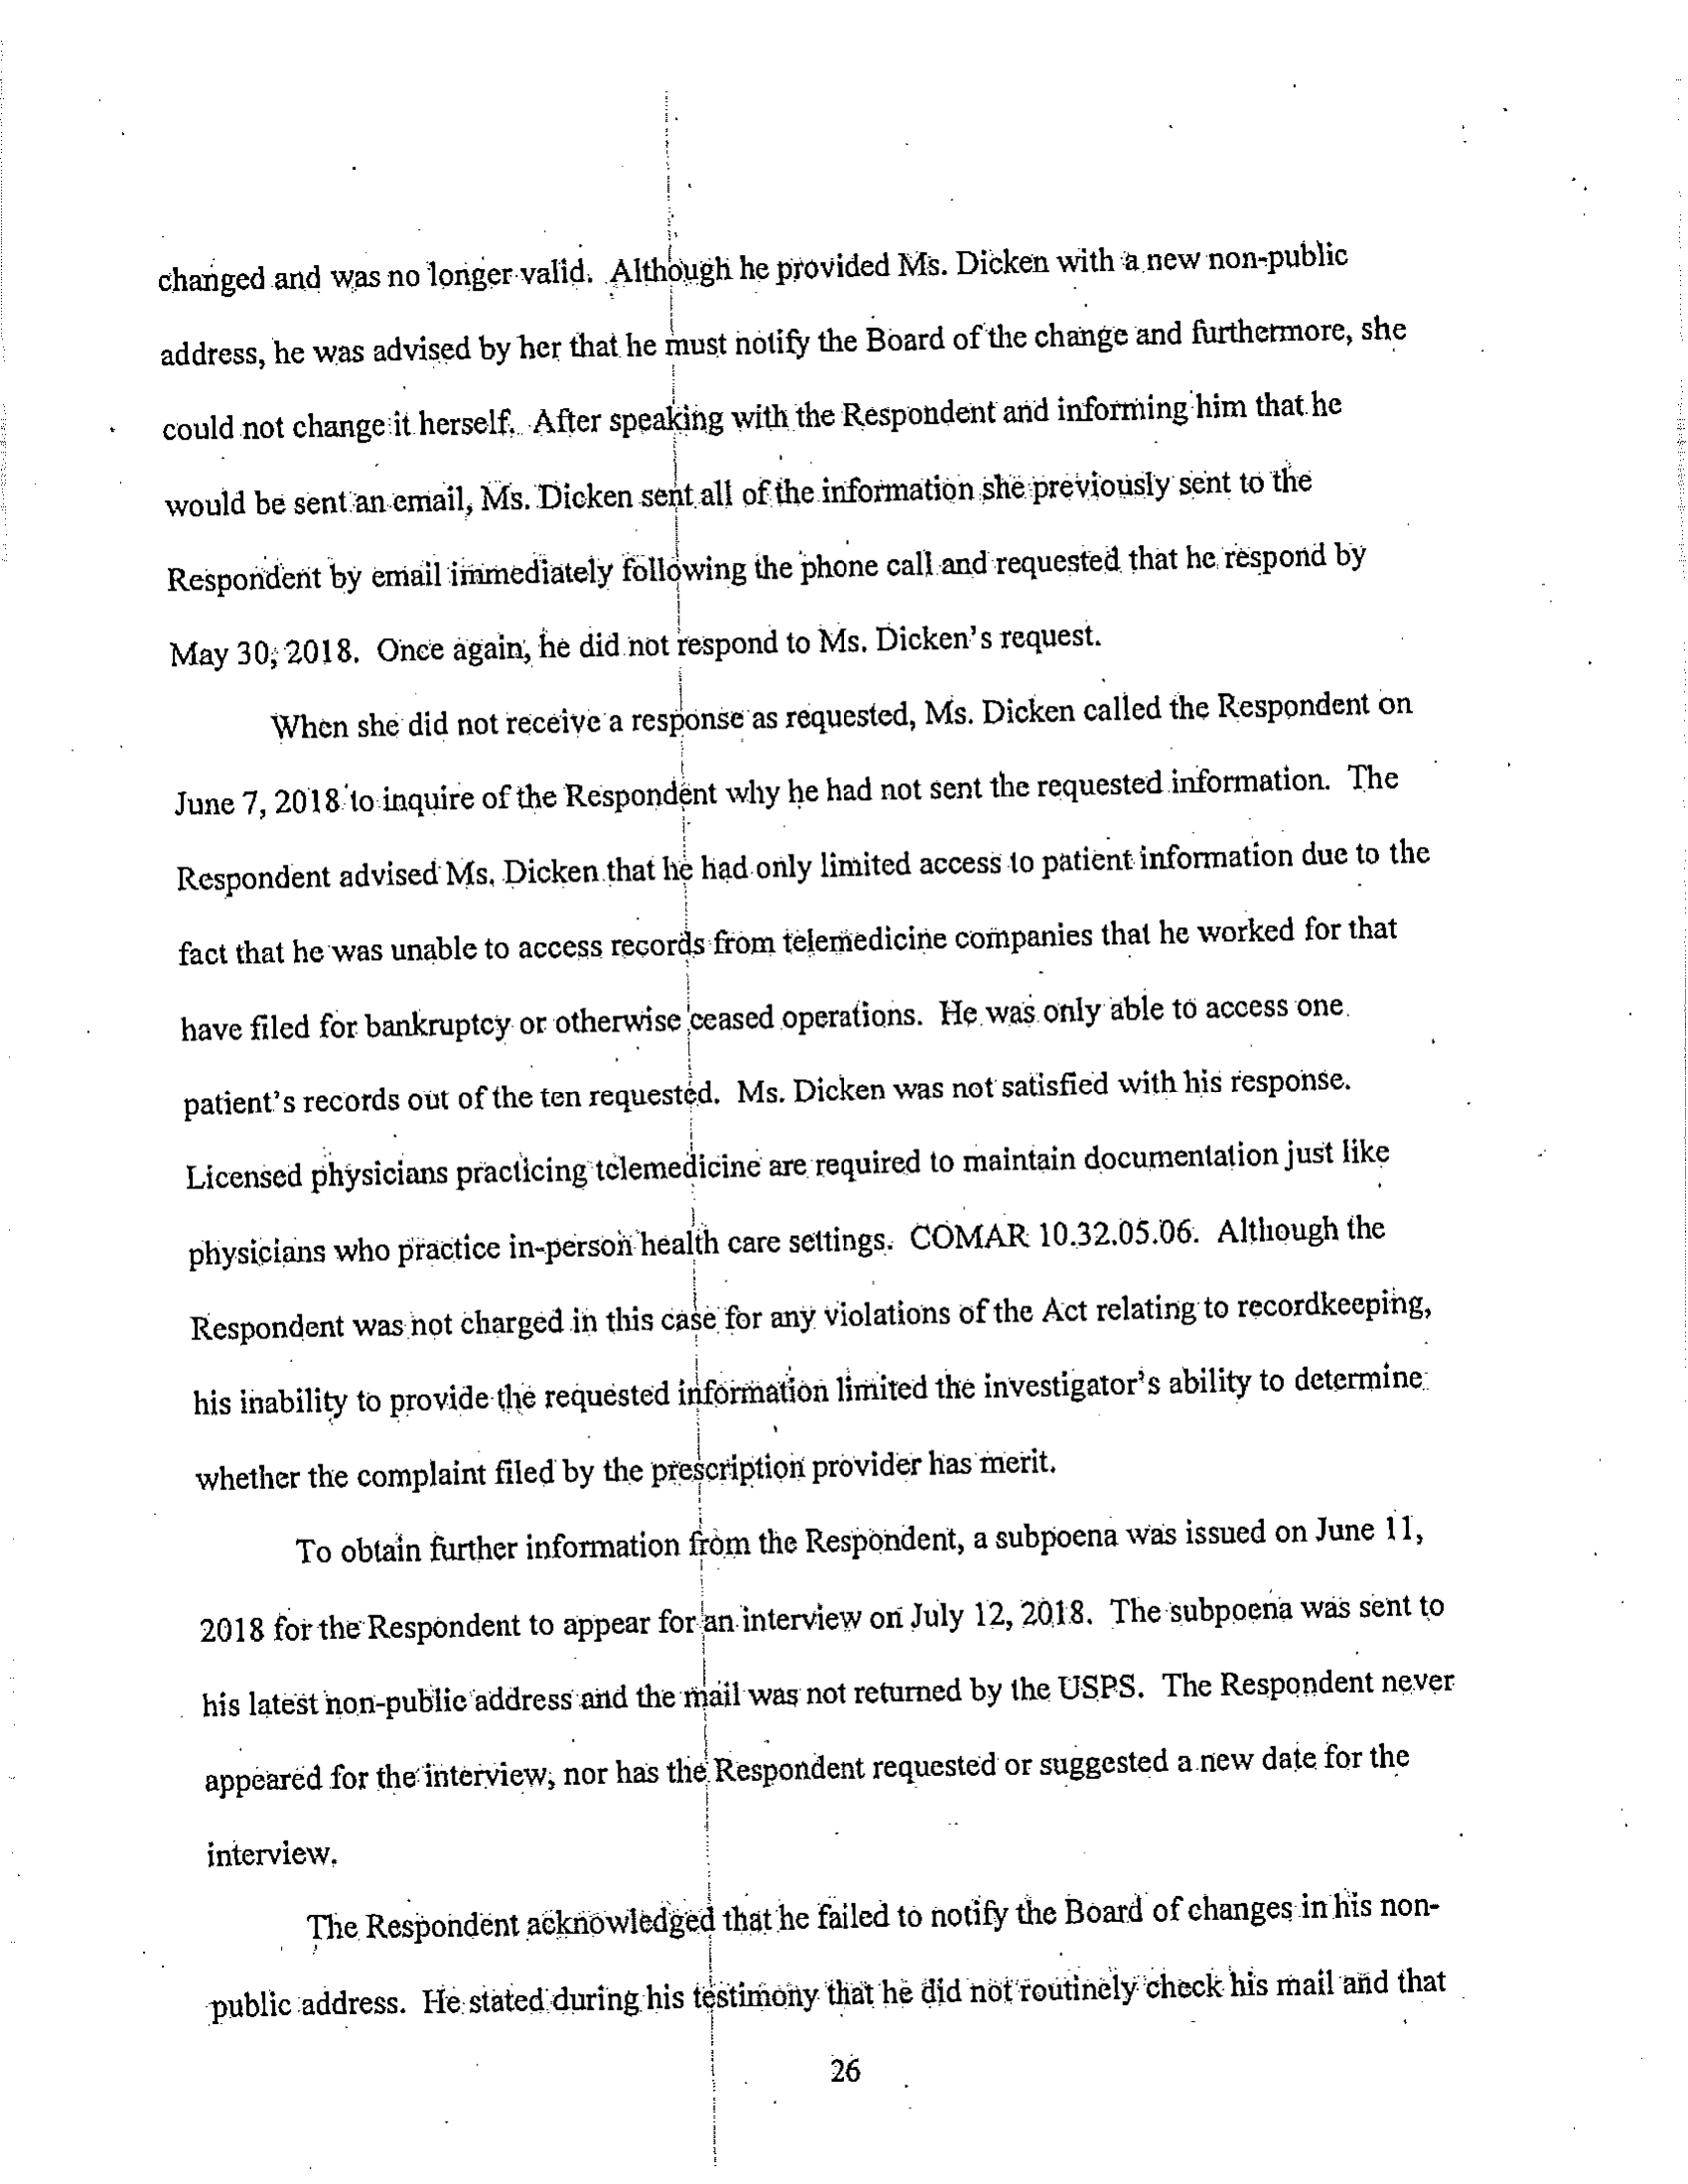 changed and was no longer valid. Although he provided Ms. Dicken with a new non-public
address, he was advised by her that he must notify the Board of the change and furthermore, she
could not change it herself. After speaking with the Respondent and informing him that he
would be sent an email, Ms. Dicken sent all of the information she previously sent to the
Respondent by email immediately following the phone call and requested that he respond by
May 30, 2018. Once again, he did not respond to Ms. Dicken's request.
When she did not receive a response as requested, Ms. Dicken called the Respondent on
June 7, 2018 to inquire of the Respondent why he had not sent the requested information. The
Respondent advised Ms. Dicken that he had only limited access to patient information due to the
fact that he was unable to access records from telemedicine companies that he worked for that
have filed for bankruptcy or otherwise ceased operations. He was only able to access one
patient's records out of the ten requested. Ms. Dicken was not satisfied with his response.
Licensed physicians practicing telemedicine are required to maintain documentation just like
physicians who practice in-person health care settings. COMAR 10.32.05.06. Although the
Respondent was not charged in this case for any violations of the Act relating to recordkeeping,
his inability to provide the requested information limited the investigator's ability to determine
whether the complaint filed by the prescription provider has merit.
To obtain further information from the Respondent, a subpoena was issued on June 11,
2018 for the Respondent to appear for an interview on July 12, 2018. The subpoena was sent to
his latest non-public address and the mail was not returned by the USPS. The Respondent never
appeared for the interview, nor has the Respondent requested or suggested a new date for the
interview.
The Respondent acknowledged that he failed to notify the Board of changes in his non-
public address. He stated during his testimony that he did not routinely check his mail and that
26